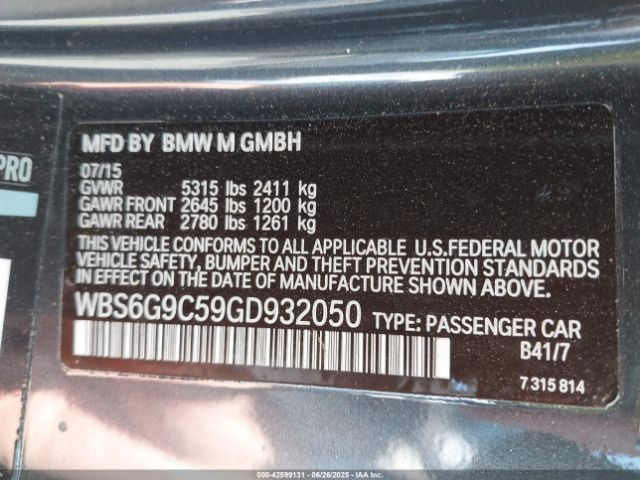 PRO
MFD BY BMW M GMBH
07/15
GVWR 5315 lbs 2411 kg
GAWR FRONT 2645 lbs 1200 kg
GAWR REAR 2780 lbs 1261 kg
THIS VEHICLE CONFORMS TO ALL APPLICABLE U.S.FEDERAL MOTOR
VEHICLE SAFETY, BUMPER AND THEFT PREVENTION STANDARDS
IN EFFECT ON THE DATE OF MANUFACTURE SHOWN ABOVE.
WBS6G9C59GD932050 TYPE: PASSENGER CAR
B41/7
7 315 814
000-42599131 - 06/26/2025 - IAAI.COM